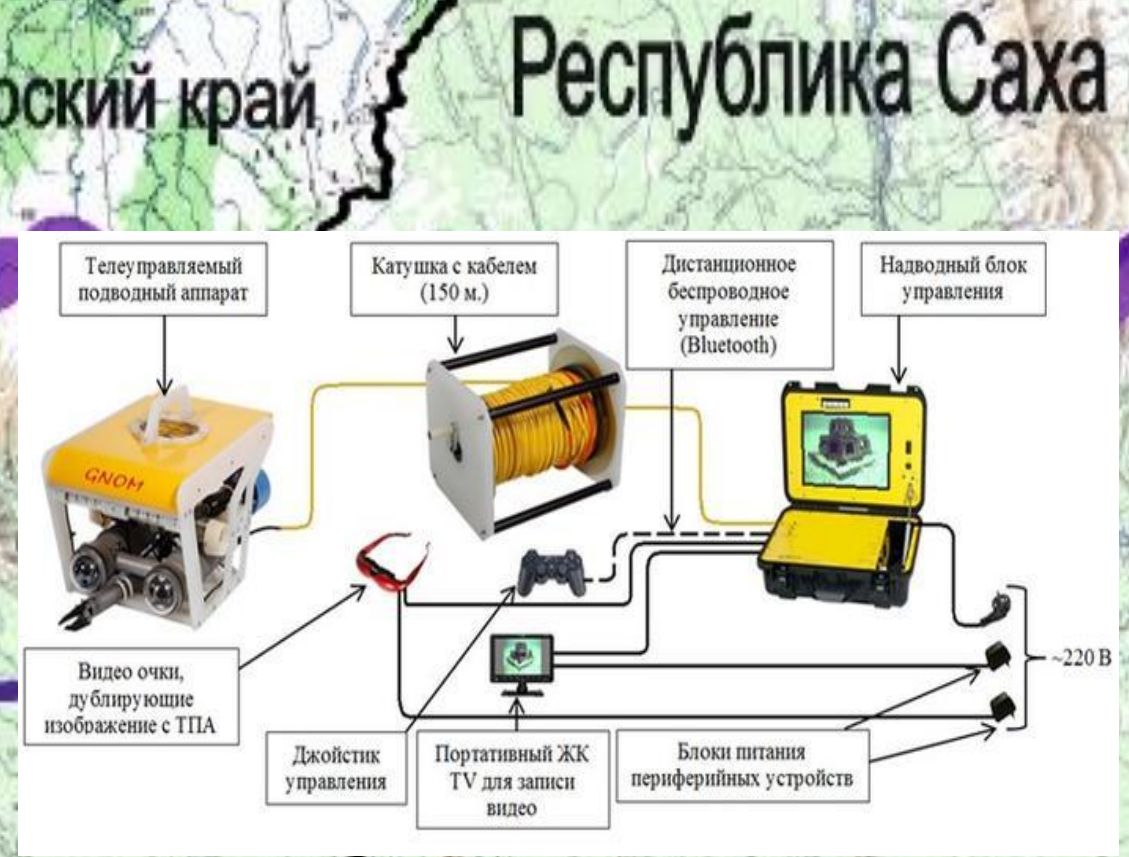 Республика Саха
рский край
Телеуправляемый
подводный аппарат
Катушка с кабелем
(150 м.)
Дистанционное
беспроводное
управление
(Bluetooth)
Надводный блок
управления
GNOM
~220 В
Видео очки,
дублирующие
изображение с ТПА
Джойстик
управления
Портативный ЖК
TV для записи
видео
Блоки питания
периферийных устройств